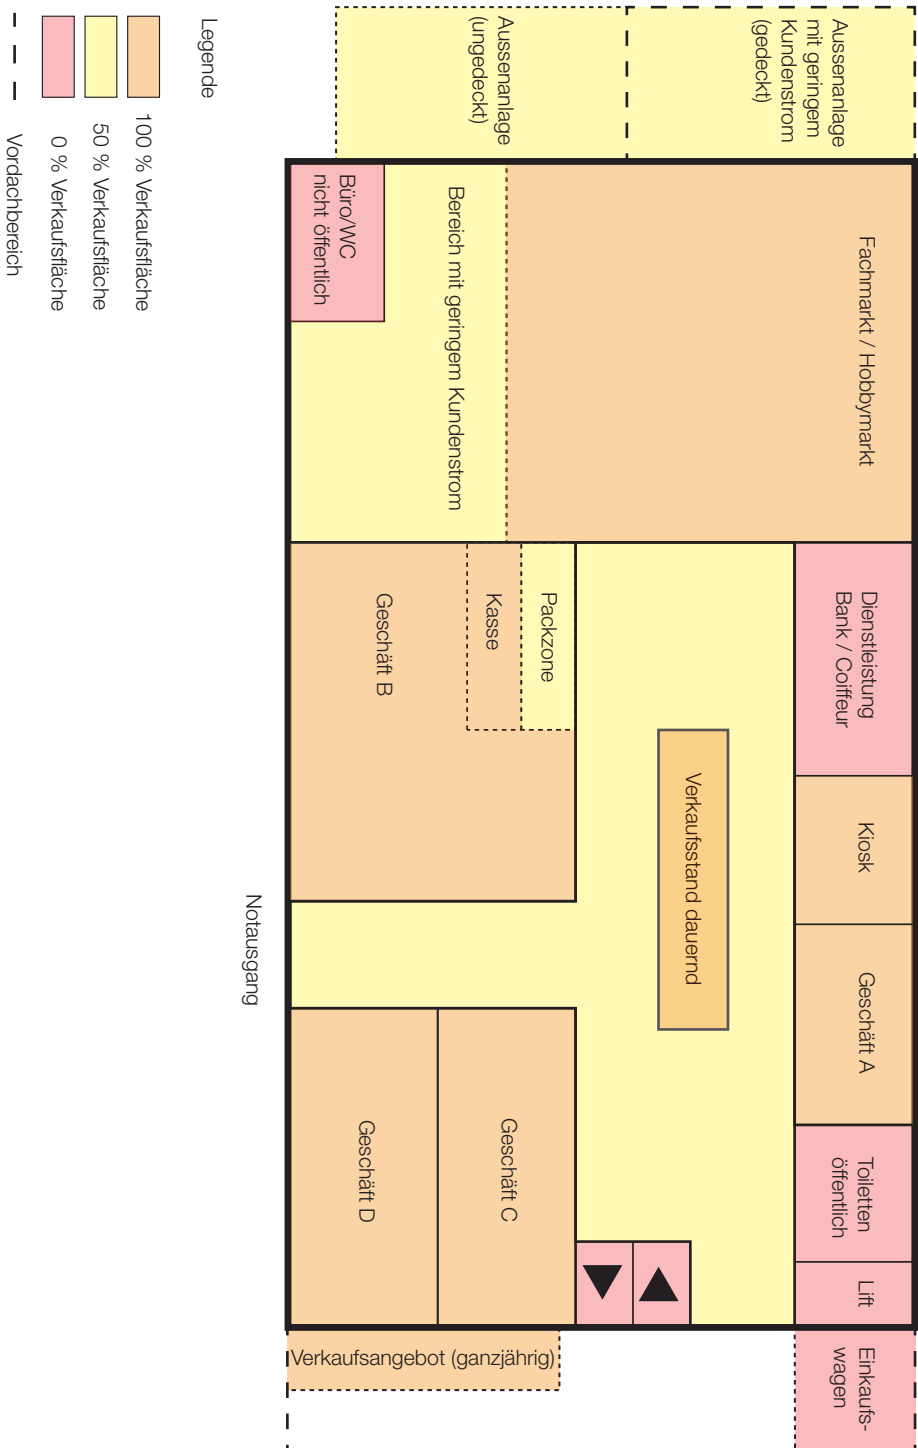 Aussenanlage
mit geringem
Kundenstrom
(gedeckt)
Aussenanlage
(ungedeckt)
Fachmarkt / Hobbymarkt
Bereich mit geringem Kundenstrom
Büro/WC
nicht öffentlich
Dienstleistung
Bank / Coiffeur
Kiosk
Geschäft A
Toiletten
öffentlich
Lift
Einkaufs-
wagen
Verkaufsstand dauernd
Packzone
Kasse
Geschäft B
Geschäft C
Geschäft D
Verkaufsangebot (ganzjährig)
Notausgang
Legende
100 % Verkaufsfläche
50 % Verkaufsfläche
0 % Verkaufsfläche
Vordachbereich